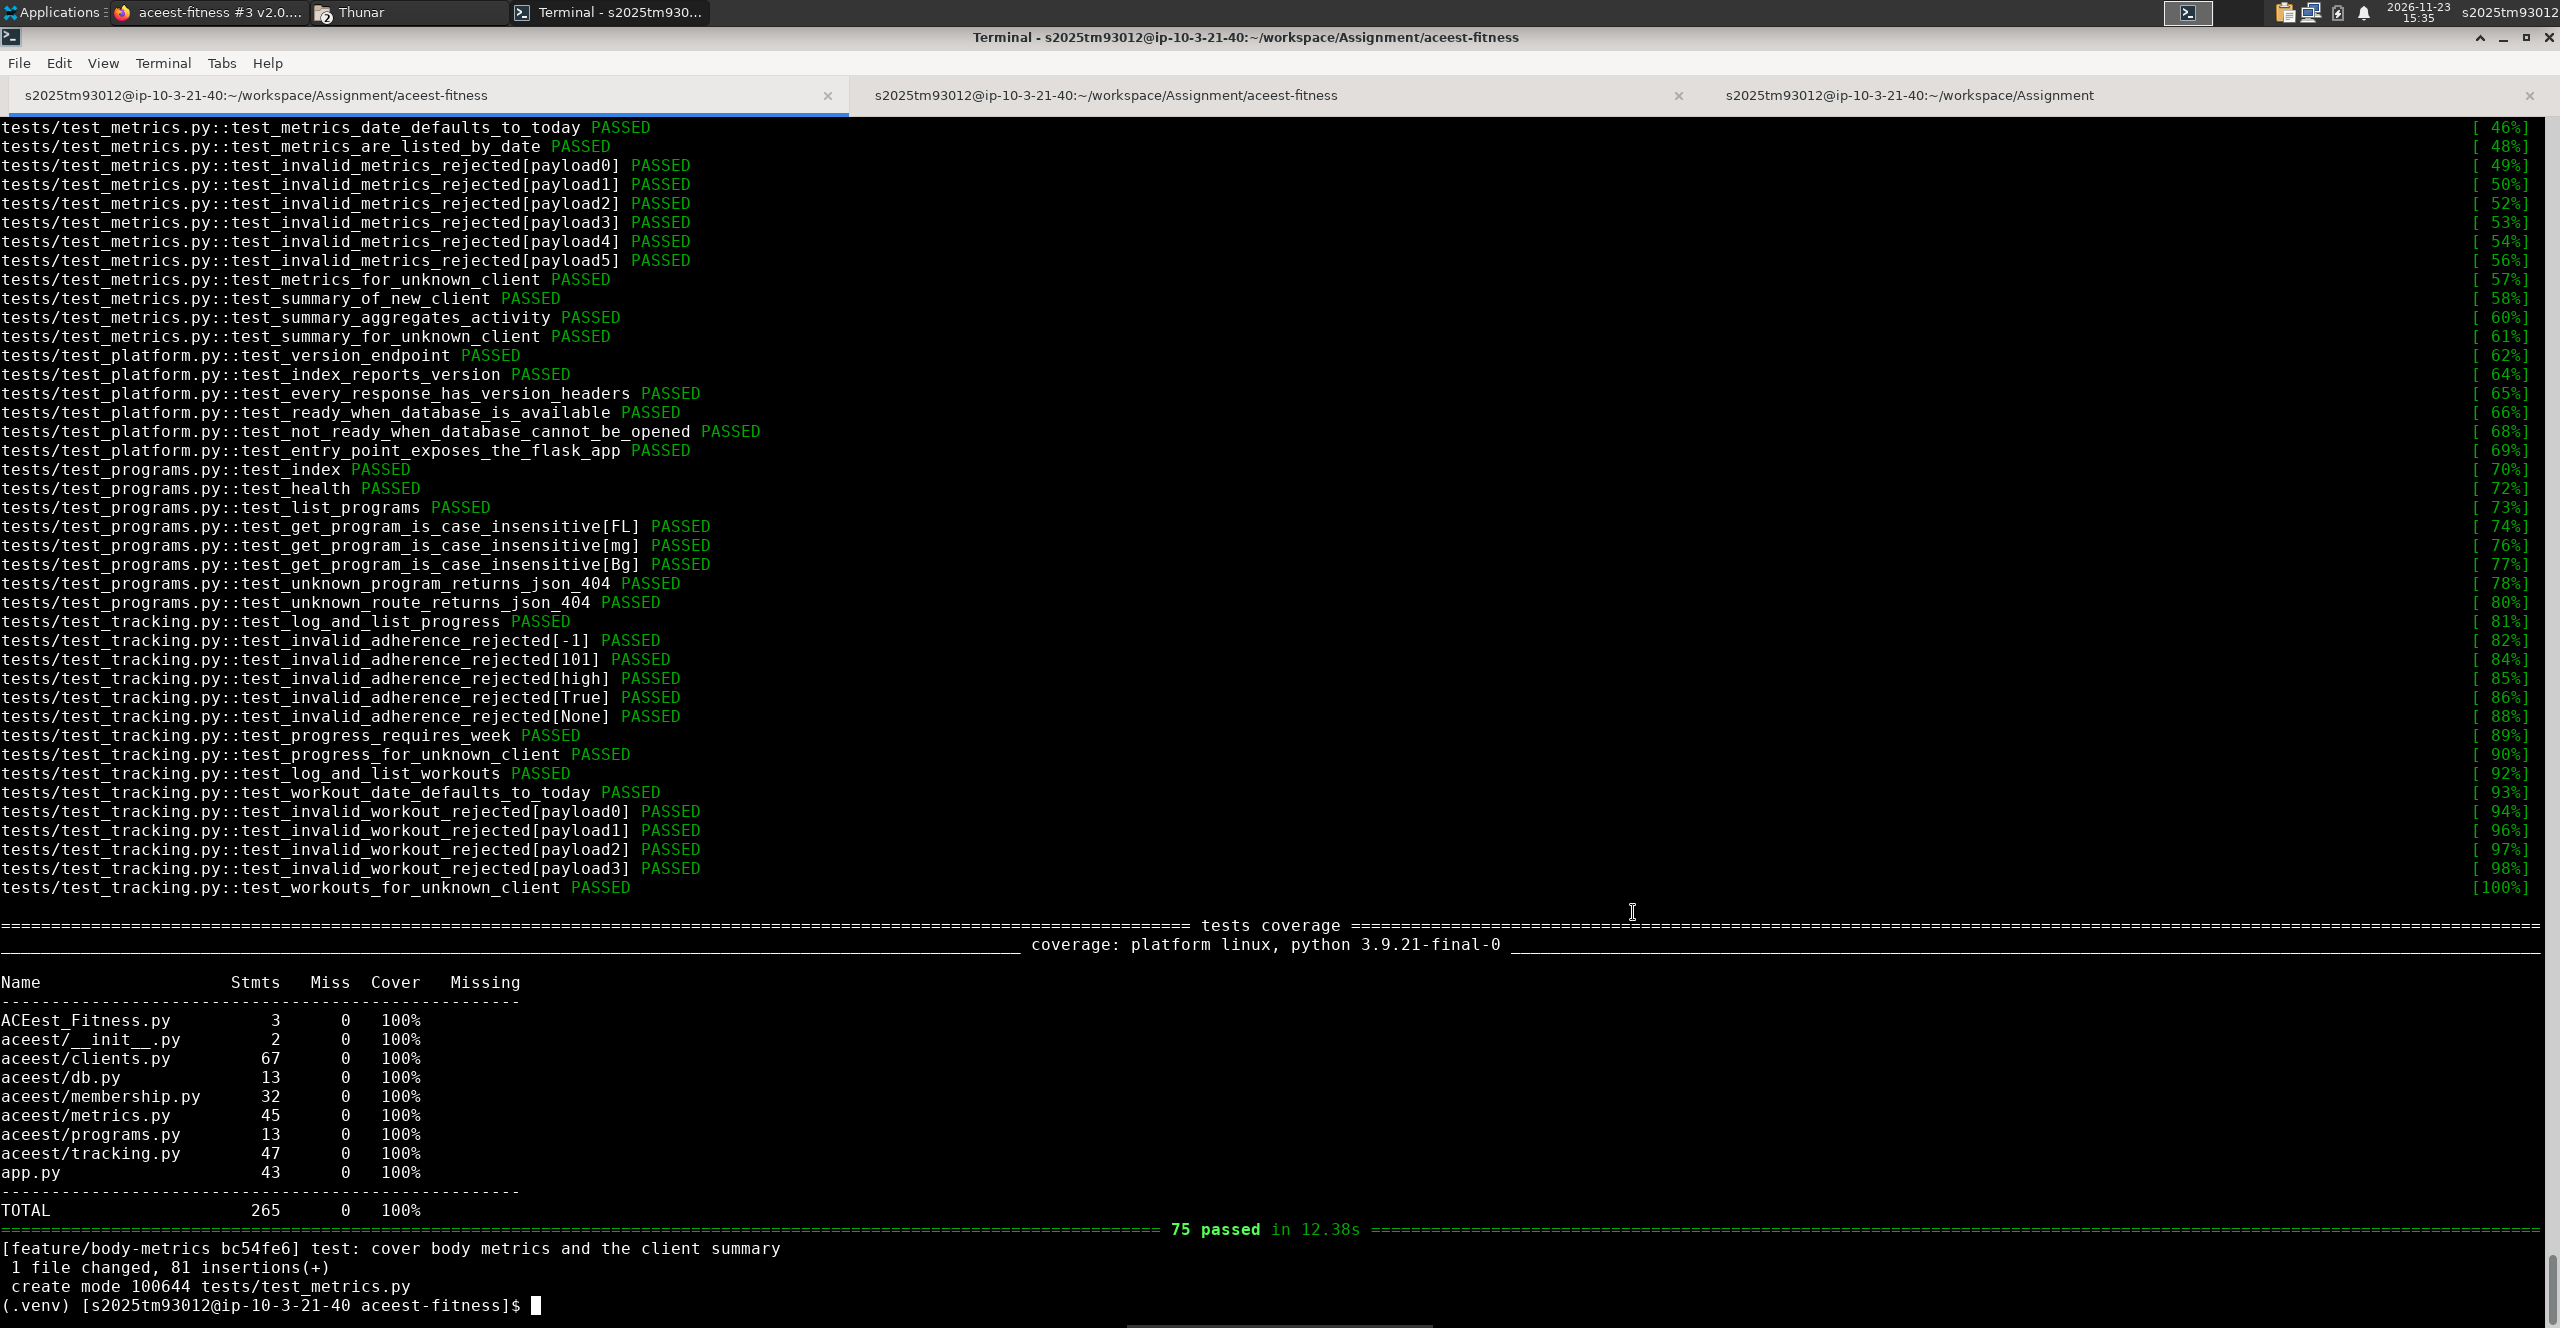 Applications
aceest-fitness #3 v2.0....
2 Thunar
Terminal - s2025tm930...
2026-11-23
15:35
s2025tm93012
Terminal - s2025tm93012@ip-10-3-21-40:~/workspace/Assignment/aceest-fitness
File Edit View Terminal Tabs Help
s2025tm93012@ip-10-3-21-40:~/workspace/Assignment/aceest-fitness
s2025tm93012@ip-10-3-21-40:~/workspace/Assignment/aceest-fitness
s2025tm93012@ip-10-3-21-40:~/workspace/Assignment
tests/test_metrics.py::test_metrics_date_defaults_to_today PASSED [ 46%]
tests/test_metrics.py::test_metrics_are_listed_by_date PASSED [ 48%]
tests/test_metrics.py::test_invalid_metrics_rejected[payload0] PASSED [ 49%]
tests/test_metrics.py::test_invalid_metrics_rejected[payload1] PASSED [ 50%]
tests/test_metrics.py::test_invalid_metrics_rejected[payload2] PASSED [ 52%]
tests/test_metrics.py::test_invalid_metrics_rejected[payload3] PASSED [ 53%]
tests/test_metrics.py::test_invalid_metrics_rejected[payload4] PASSED [ 54%]
tests/test_metrics.py::test_invalid_metrics_rejected[payload5] PASSED [ 56%]
tests/test_metrics.py::test_metrics_for_unknown_client PASSED [ 57%]
tests/test_metrics.py::test_summary_of_new_client PASSED [ 58%]
tests/test_metrics.py::test_summary_aggregates_activity PASSED [ 60%]
tests/test_metrics.py::test_summary_for_unknown_client PASSED [ 61%]
tests/test_platform.py::test_version_endpoint PASSED [ 62%]
tests/test_platform.py::test_index_reports_version PASSED [ 64%]
tests/test_platform.py::test_every_response_has_version_headers PASSED [ 65%]
tests/test_platform.py::test_ready_when_database_is_available PASSED [ 66%]
tests/test_platform.py::test_not_ready_when_database_cannot_be_opened PASSED [ 68%]
tests/test_platform.py::test_entry_point_exposes_the_flask_app PASSED [ 69%]
tests/test_programs.py::test_index PASSED [ 70%]
tests/test_programs.py::test_health PASSED [ 72%]
tests/test_programs.py::test_list_programs PASSED [ 73%]
tests/test_programs.py::test_get_program_is_case_insensitive[FL] PASSED [ 74%]
tests/test_programs.py::test_get_program_is_case_insensitive[mg] PASSED [ 76%]
tests/test_programs.py::test_get_program_is_case_insensitive[Bg] PASSED [ 77%]
tests/test_programs.py::test_unknown_program_returns_json_404 PASSED [ 78%]
tests/test_programs.py::test_unknown_route_returns_json_404 PASSED [ 80%]
tests/test_tracking.py::test_log_and_list_progress PASSED [ 81%]
tests/test_tracking.py::test_invalid_adherence_rejected[-1] PASSED [ 82%]
tests/test_tracking.py::test_invalid_adherence_rejected[101] PASSED [ 84%]
tests/test_tracking.py::test_invalid_adherence_rejected[high] PASSED [ 85%]
tests/test_tracking.py::test_invalid_adherence_rejected[True] PASSED [ 86%]
tests/test_tracking.py::test_invalid_adherence_rejected[None] PASSED [ 88%]
tests/test_tracking.py::test_progress_requires_week PASSED [ 89%]
tests/test_tracking.py::test_progress_for_unknown_client PASSED [ 90%]
tests/test_tracking.py::test_log_and_list_workouts PASSED [ 92%]
tests/test_tracking.py::test_workout_date_defaults_to_today PASSED [ 93%]
tests/test_tracking.py::test_invalid_workout_rejected[payload0] PASSED [ 94%]
tests/test_tracking.py::test_invalid_workout_rejected[payload1] PASSED [ 96%]
tests/test_tracking.py::test_invalid_workout_rejected[payload2] PASSED [ 97%]
tests/test_tracking.py::test_invalid_workout_rejected[payload3] PASSED [ 98%]
tests/test_tracking.py::test_workouts_for_unknown_client PASSED [100%]
tests coverage
coverage: platform linux, python 3.9.21-final-0
Name Stmts Miss Cover Missing
----------------------------------------------------
ACEest_Fitness.py 3 0 100%
aceest/__init__.py 2 0 100%
aceest/clients.py 67 0 100%
aceest/db.py 13 0 100%
aceest/membership.py 32 0 100%
aceest/metrics.py 45 0 100%
aceest/programs.py 13 0 100%
aceest/tracking.py 47 0 100%
app.py 43 0 100%
----------------------------------------------------
TOTAL 265 0 100%
75 passed in 12.38s
[feature/body-metrics bc54fe6] test: cover body metrics and the client summary
1 file changed, 81 insertions(+)
create mode 100644 tests/test_metrics.py
(.venv) [s2025tm93012@ip-10-3-21-40 aceest-fitness]$